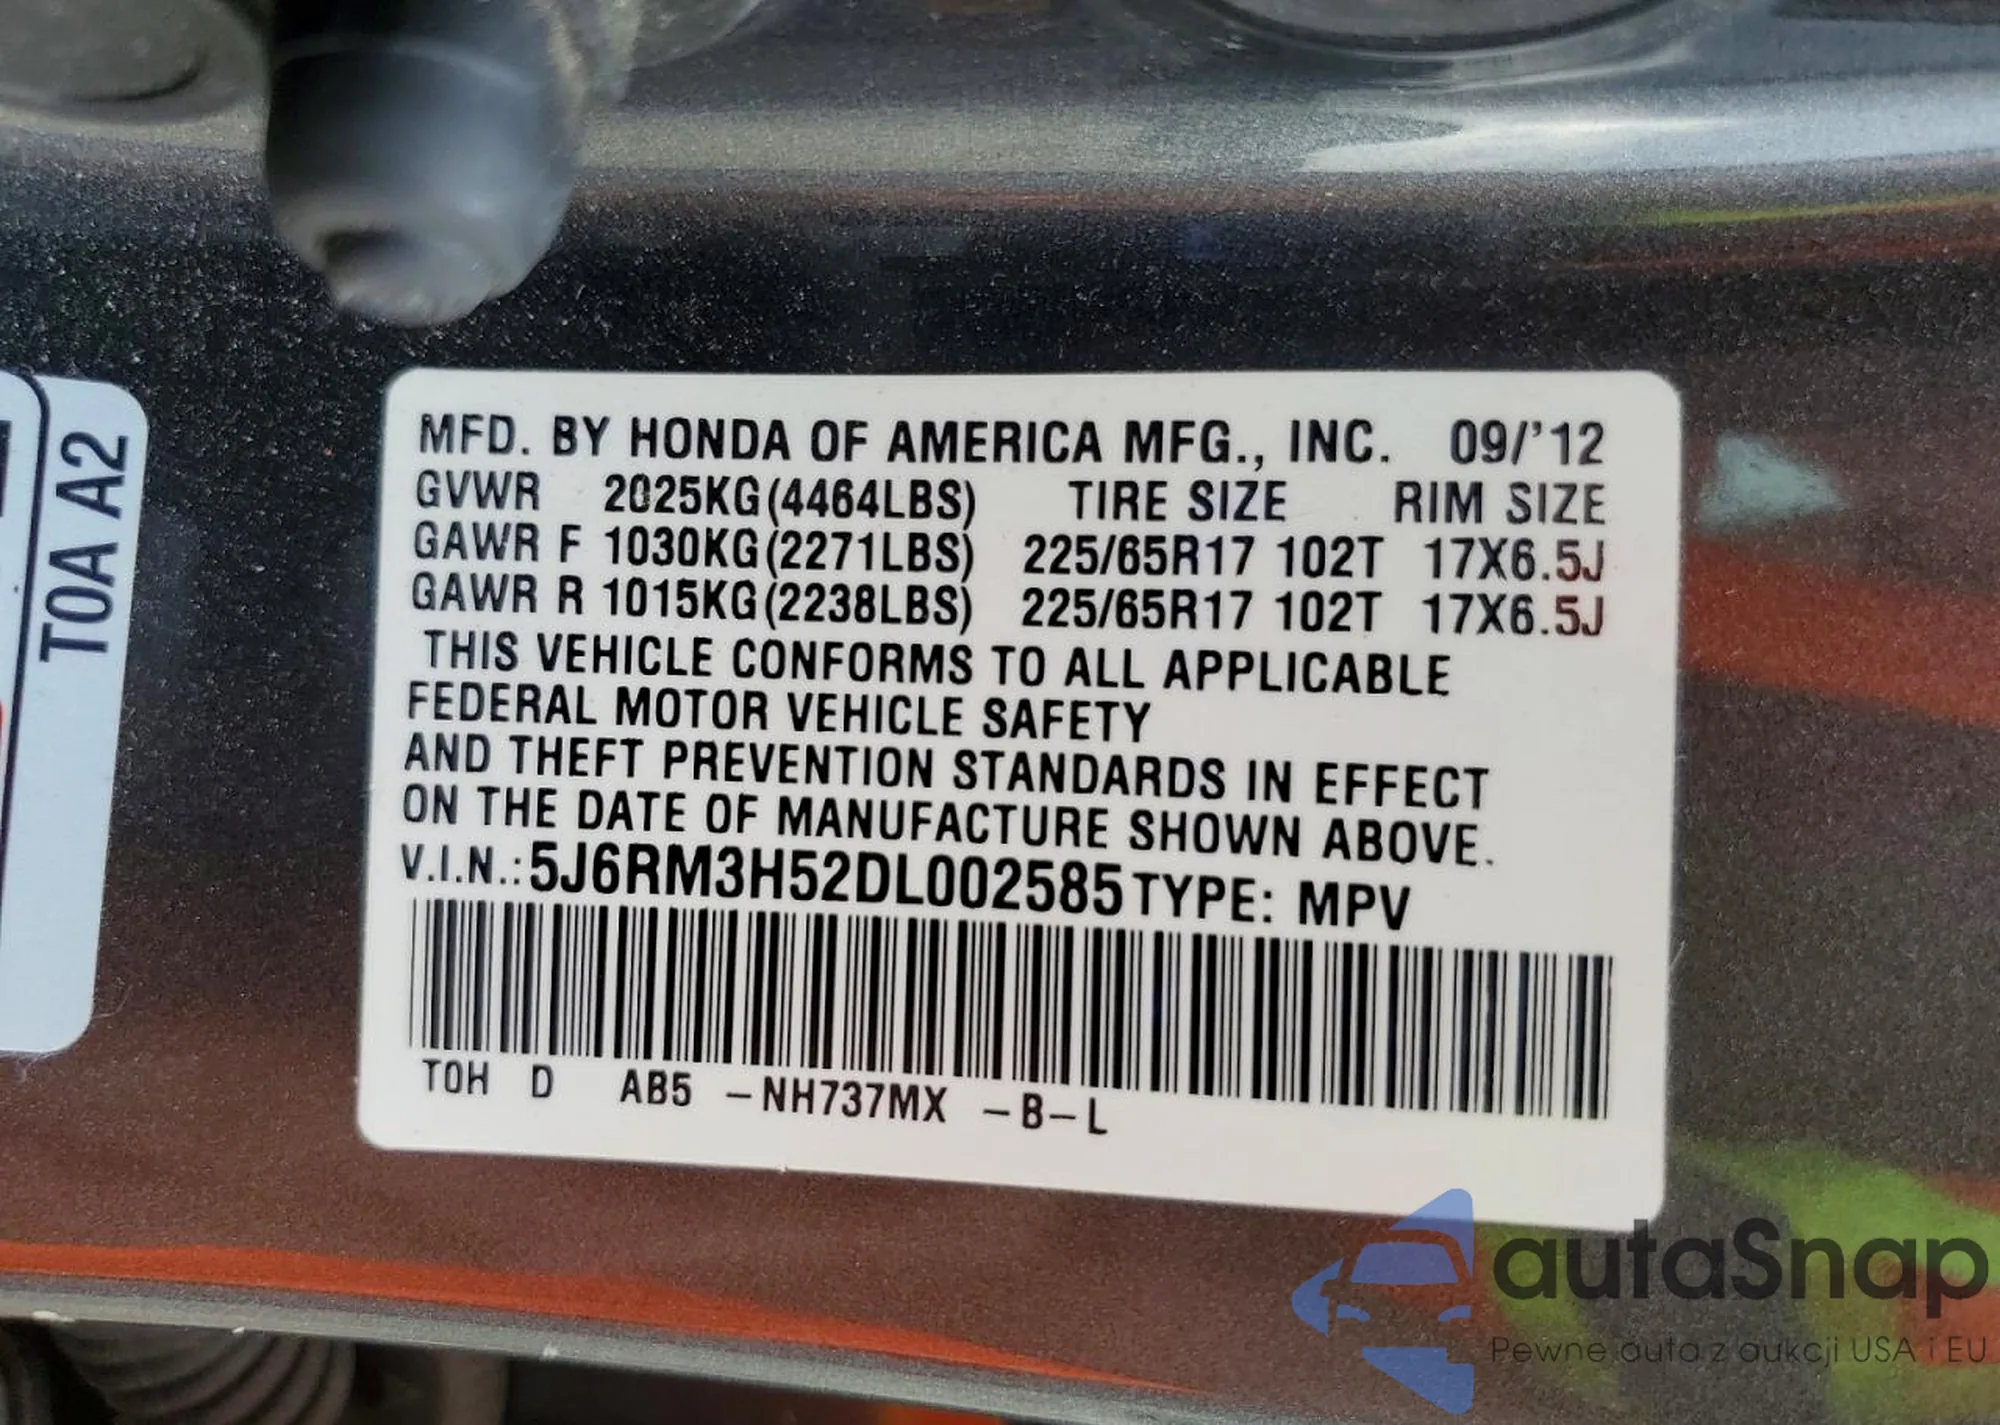 MFD. BY HONDA OF AMERICA MFG., INC. 09/'12
GVWR 2025KG(4464LBS) TIRE SIZE RIM SIZE
GAWR F 1030KG(2271LBS) 225/65R17 102T 17X6.5J
GAWR R 1015KG(2238LBS) 225/65R17 102T 17X6.5J
THIS VEHICLE CONFORMS TO ALL APPLICABLE
FEDERAL MOTOR VEHICLE SAFETY
AND THEFT PREVENTION STANDARDS IN EFFECT
ON THE DATE OF MANUFACTURE SHOWN ABOVE.
V.I.N.:5J6RM3H52DL002585 TYPE: MPV
TOH D AB5 -NH737MX -B-L
T0A A2
autaSnap
Pewne auta z aukcji USA i EU